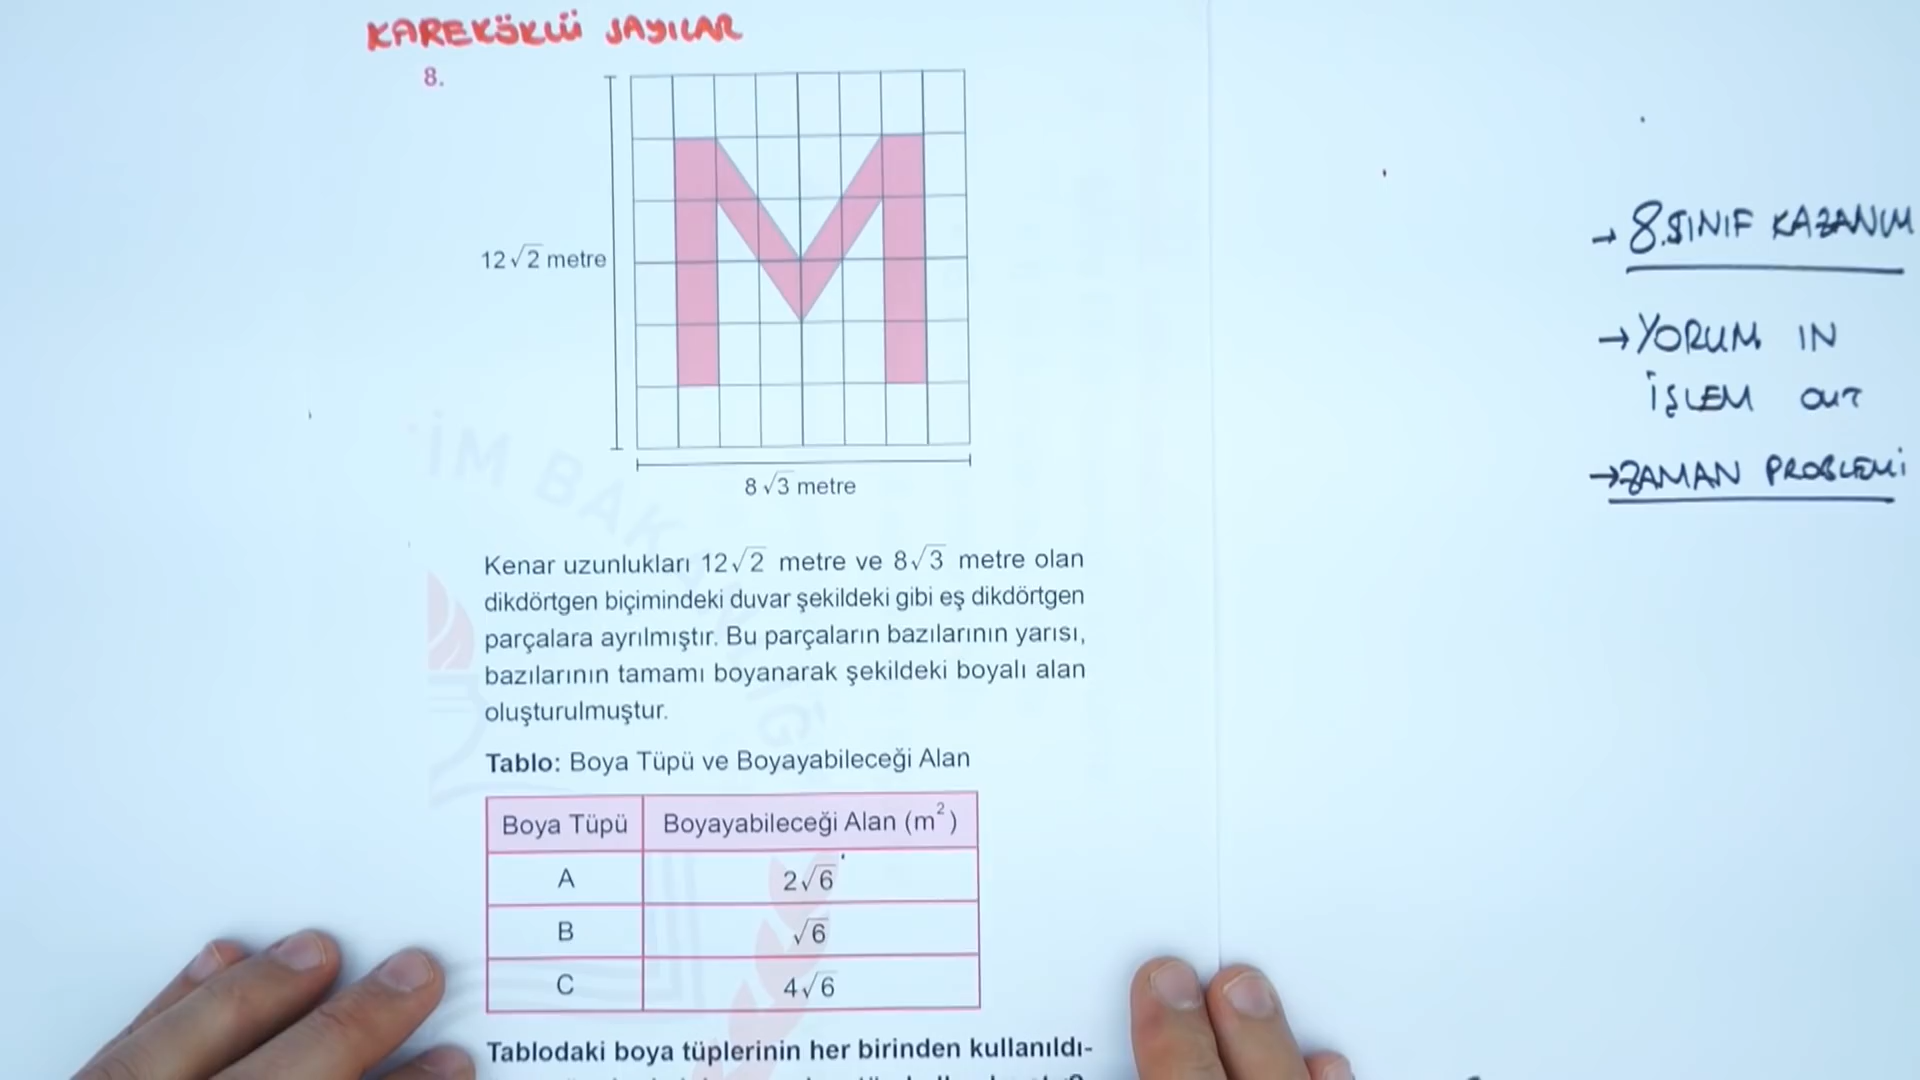 KAREKÖKLÜ SAYILAR
8.
12√2 metre
8√3 metre
Kenar uzunlukları 12√2 metre ve 8√3 metre olan
dikdörtgen biçimindeki duvar şekildeki gibi eş dikdörtgen
parçalara ayrılmıştır. Bu parçaların bazılarının yarısı,
bazılarının tamamı boyanarak şekildeki boyalı alan
oluşturulmuştur.
Tablo: Boya Tüpü ve Boyayabileceği Alan
Boya Tüpü Boyayabileceği Alan (m²)
A 2√6
B √6
C 4√6
Tablodaki boya tüplerinin her birinden kullanıldı-
→ 8.SINIF KAZANIM
→ YORUM IN
İŞLEM OUT
→ ZAMAN PROBLEMİ